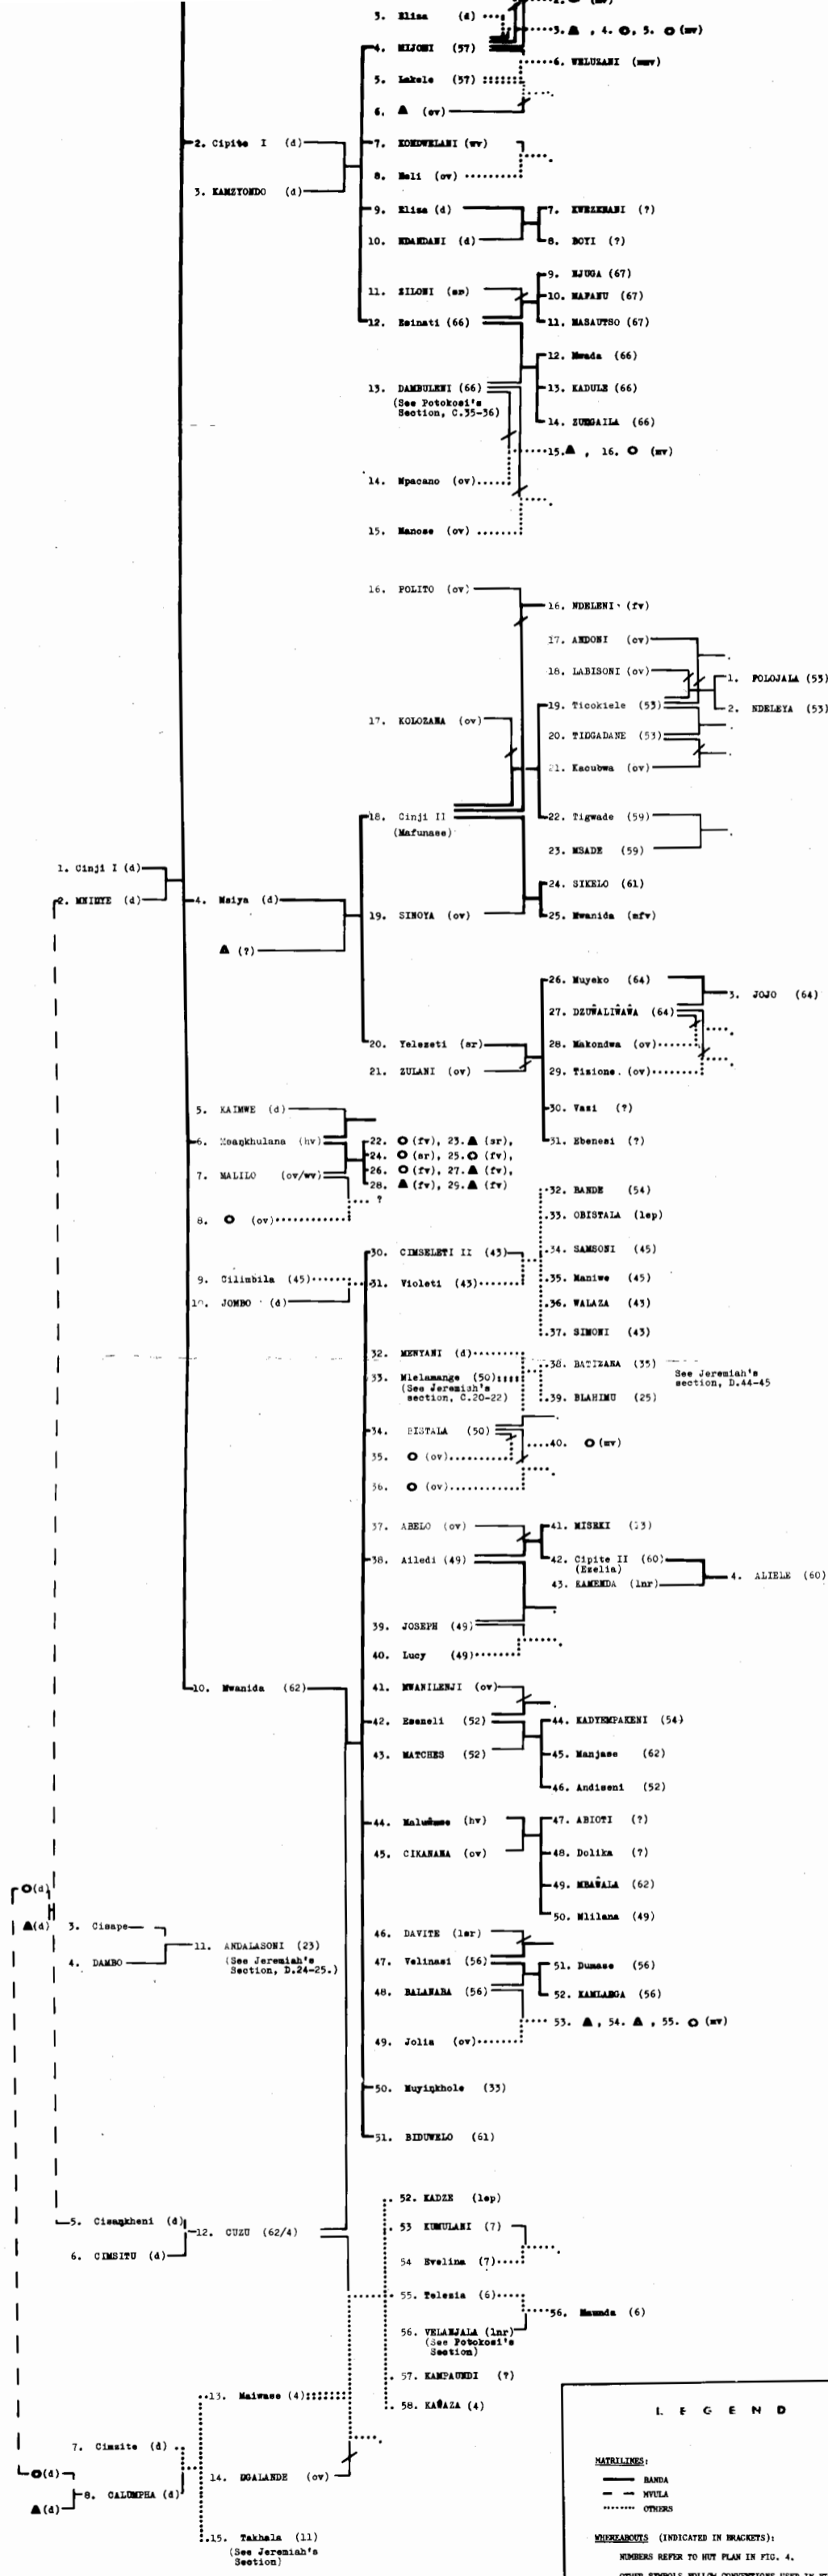 3. Elisa (d)
3. ▲ , 4. O, 5. O (mv)
4. MIJONI (57)
6. WELUZANI (mmv)
5. Lakele (57)
6. ▲ (ov)
2. Cipite I (d)
7. KONDWELANI (wv)
8. Meli (ov)
3. KAMZYONDO (d)
9. Elisa (d)
7. KWEZEBANI (?)
10. NDANDANI (d)
8. BOYI (?)
9. NJUGA (67)
11. SILONI (sr)
10. MAPANU (67)
12. Esinati (66)
11. MASAUTSO (67)
12. Mwada (66)
13. DAMBULENI (66)
13. KADULE (66)
(See Potokosi's
Section, C.35-36)
14. ZUNGAILA (66)
15.▲ , 16. O (mv)
14. Mpacano (ov)
15. Manose (ov)
16. POLITO (ov)
16. NDELENI (fv)
17. ANDONI (ov)
18. LABISONI (ov)
1. POLOJALA (53)
19. Ticokiele (53)
2. NDELEYA (53)
17. KOLOZANA (ov)
20. TIDGADANE (53)
21. Kacubwa (ov)
18. Cinji II
(Mafunase)
22. Tigwade (59)
23. MSADE (59)
1. Cinji I (d)
24. SIKELO (61)
2. MNIDYE (d)
4. Msiya (d)
19. SINOYA (ov)
25. Mwanida (mfv)
▲ (?)
26. Muyeko (64)
3. JOJO (64)
27. DZUŴALIŴAŴA (64)
20. Yelezeti (sr)
28. Makondwa (ov)
21. ZULANI (ov)
29. Tisione. (ov)
5. KAIMWE (d)
30. Vasi (?)
6. (hv)
31. Ebenesi (?)
22. O (fv), 23.▲ (sr),
24. O (sr), 25.O (fv),
7. MALILO (ov/wv)
26. O (fv), 27.▲ (fv),
28. ▲ (fv), 29.▲ (fv)
?
8. O (ov)
32. BANDE (54)
33. OBISTALA (lep)
30. CIMSELETI II (43)
34. SAMSONI (45)
9. Cilimbila (45)
31. Violeti (43)
35. Maniwe (45)
10. JOMBO (d)
36. WALAZA (43)
37. SIMONI (43)
32. MENYANI (d)
38. BATIZANA (35)
See Jeremiah's
section, D.44-45
33. Mlelamange (50)
(See Jeremiah's
section, C.20-22)
39. BLAHIMU (25)
34. BISTALA (50)
40. O (mv)
35. O (ov)
36. O (ov)
37. ABELO (ov)
41. MISEKI
38. Ailedi (49)
42. Cipite II (60)
(Ezelia)
4. ALIELE (60)
43. KAMENDA (lnr)
39. JOSEPH (49)
40. Lucy (49)
10. Mwanida (62)
41. MWANILENJI (ov)
42. Eseneli (52)
44. KADYEMPAKENI (54)
43. MATCHES (52)
45. Manjase (62)
46. Andiseni (52)
44. (hv)
47. ABIOTI (?)
45. CIKANANA (ov)
48. Dolika (?)
49. MBAŴALA (62)
O(d)
50. Mlilana (49)
▲(d)
3. Cisape
46. DAVITE (lsr)
11. ANDALASONI (23)
4. DAMBO
(See Jeremiah's
Section, D.24-25.)
47. Velinasi (56)
51. Dumase (56)
48. BALANABA (56)
52. KAMLANGA (56)
53. ▲ , 54. ▲ , 55. O (mv)
49. Jolia (ov)
50. Muyinkhole (33)
51. BIDUWELO (61)
52. KADZE (lep)
5. Cisankheni (d)
12. CUZU (62/4)
53 KUMULANI (7)
6. CIMSITU (d)
54 Evelina (7)
55. Telesia (6)
56. Maunda (6)
56. VELANJALA (lnr)
(See Potokosi's
Section)
57. KAMPAUNDI (?)
13. Maiwase (4)
58. KAŴAZA (4)
7. Cimsite (d)
14. DGALANDE (ov)
O(d)
8. CALUMPHA (d)
▲(d)
15. Takhala (11)
(See Jeremiah's
Section)
L E G E N D
MATRILINES:
BANDA
MVULA
OTHERS
WHEREABOUTS (INDICATED IN BRACKETS):
NUMBERS REFER TO HUT PLAN IN FIG. 4.